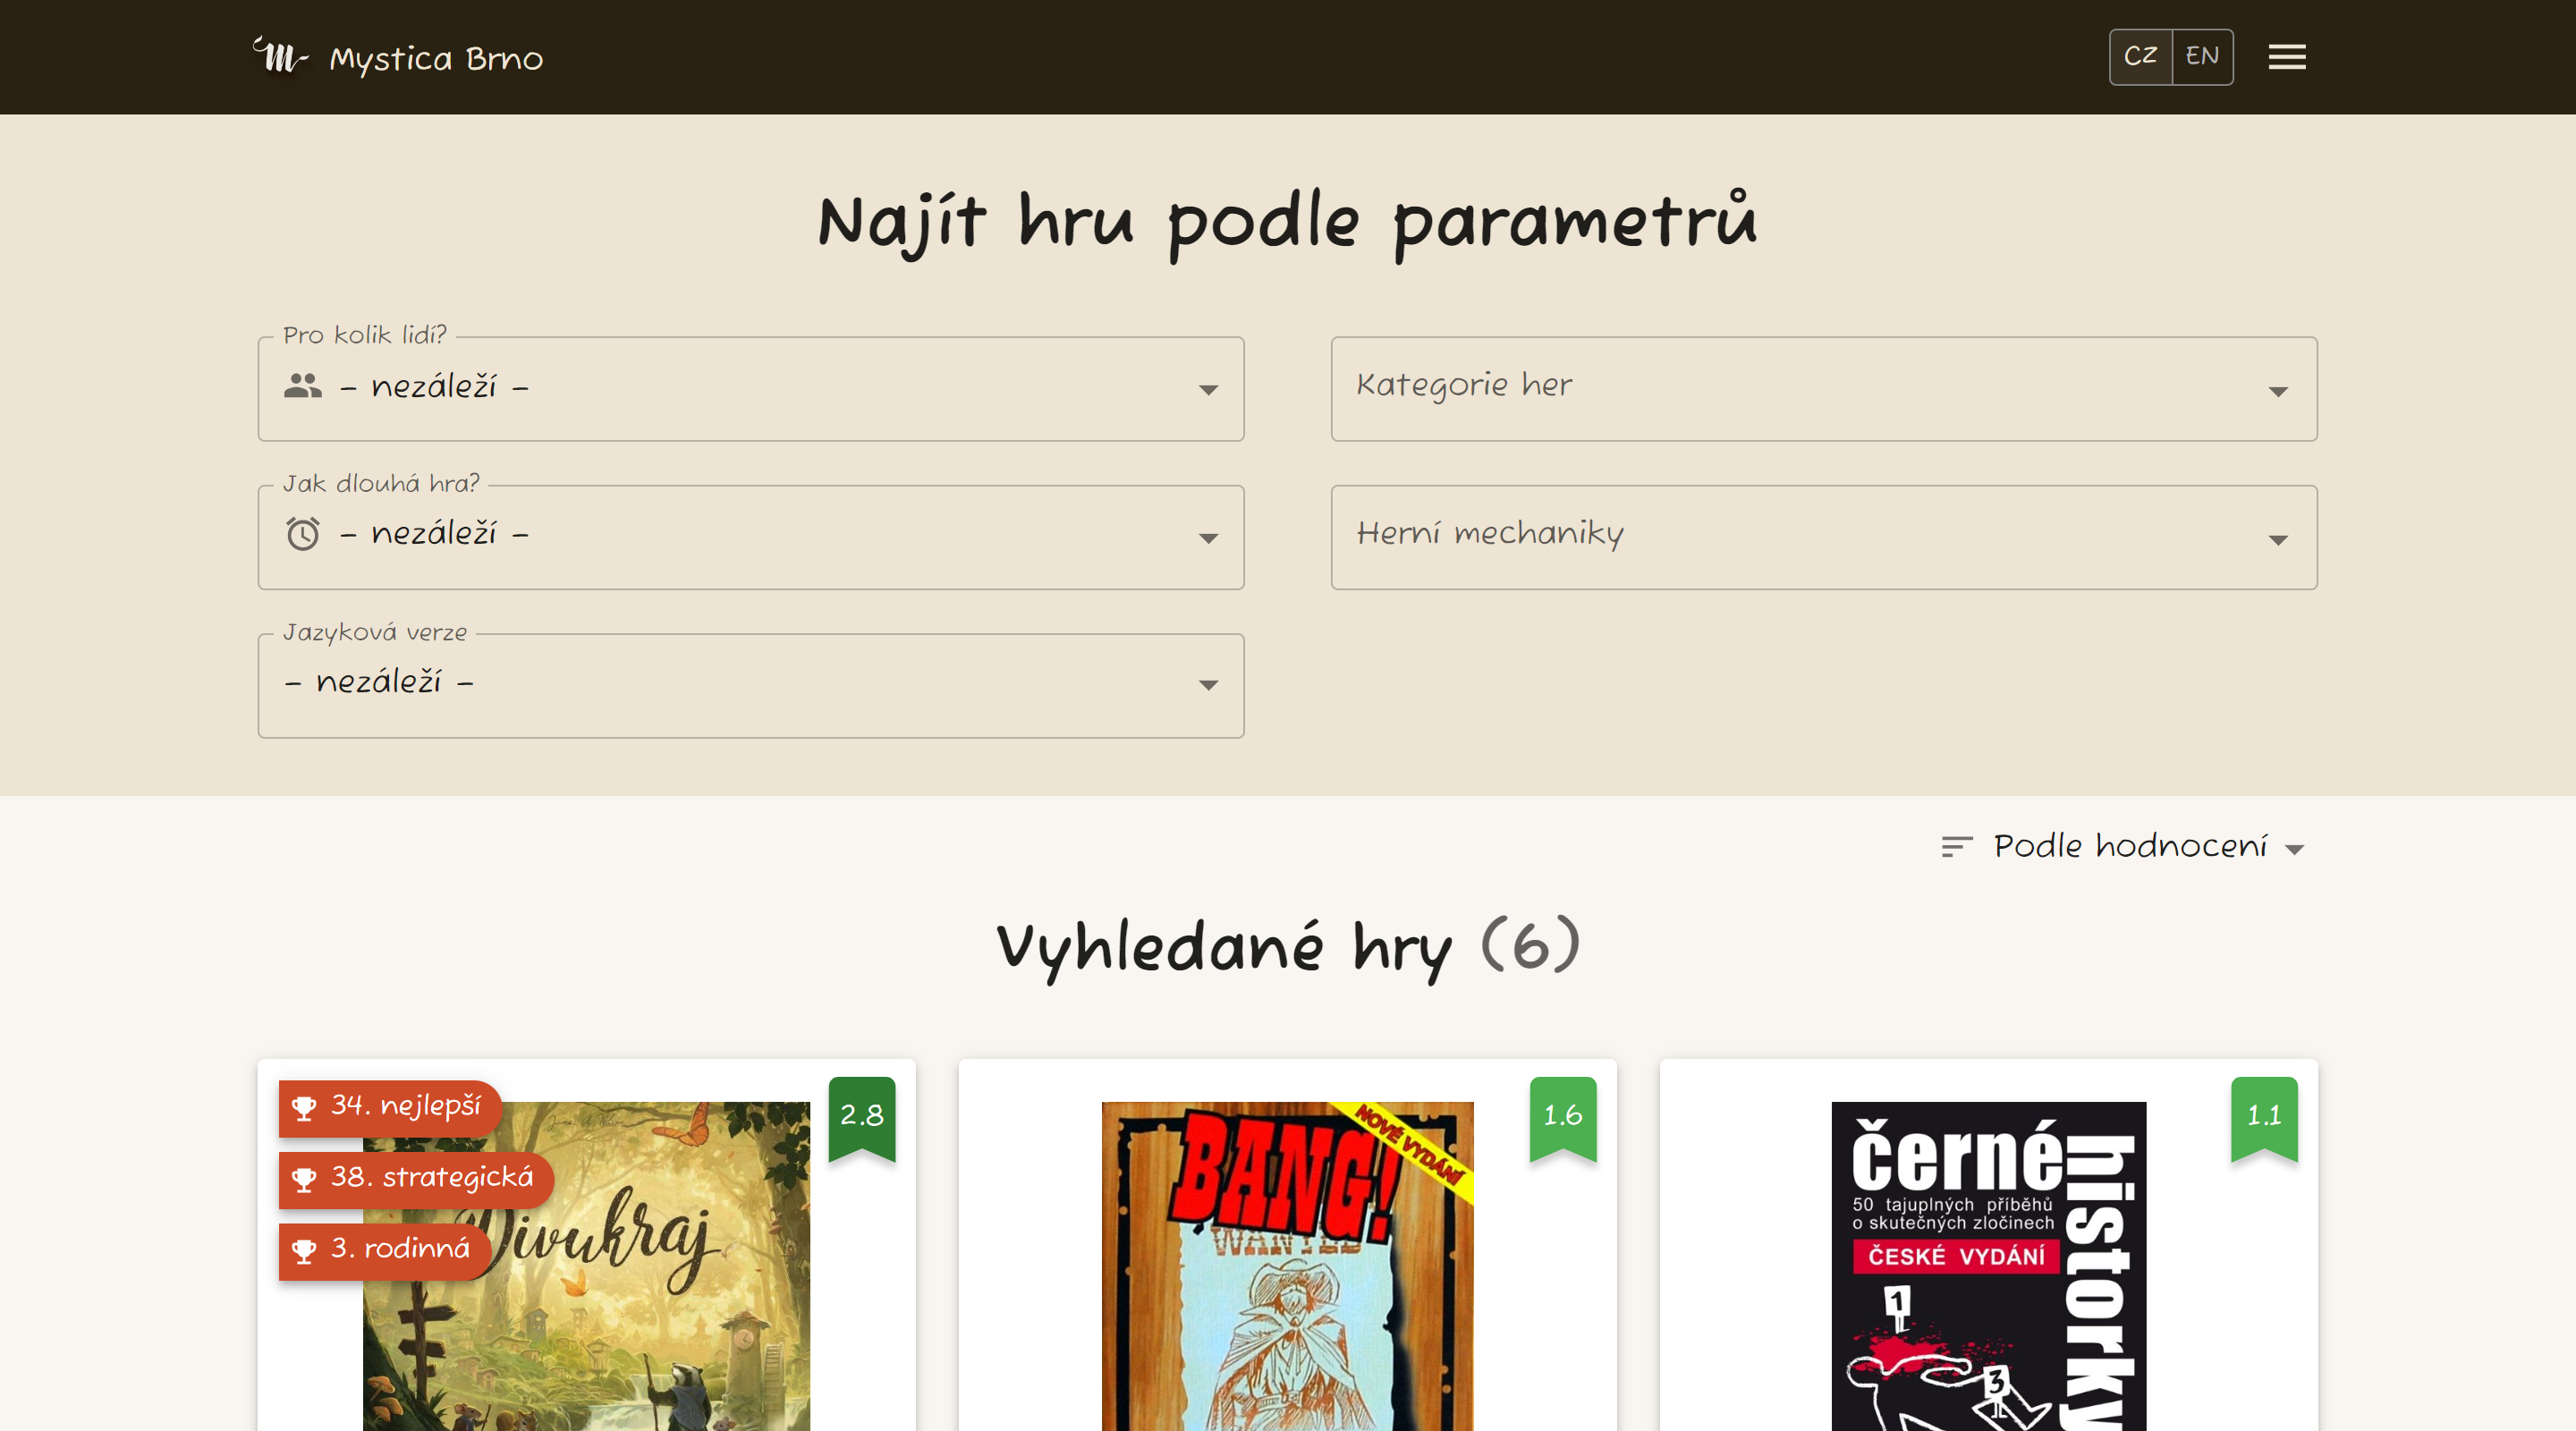 Mystica Brno
CZ EN
Najít hru podle parametrů
Pro kolik lidí?
– nezáleží –
Kategorie her
Jak dlouhá hra?
– nezáleží –
Herní mechaniky
Jazyková verze
– nezáleží –
Podle hodnocení
Vyhledané hry (6)
34. nejlepší
38. strategická
3. rodinná
2.8
Divukraj
1.6
NOVÉ VYDÁNÍ
BANG!
WANTED
1.1
černé
historky
50 tajuplných příběhů
o skutečných zločinech
ČESKÉ VYDÁNÍ
1
3